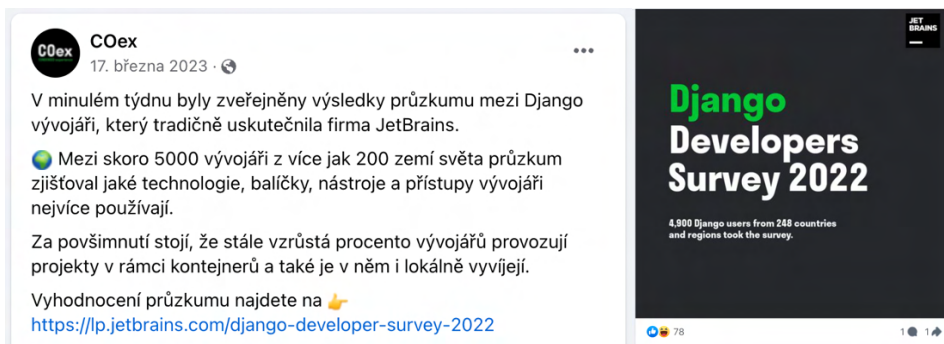 COex
COex
17. března 2023 ·
V minulém týdnu byly zveřejněny výsledky průzkumu mezi Django
vývojáři, který tradičně uskutečnila firma JetBrains.
Mezi skoro 5000 vývojáři z více jak 200 zemí světa průzkum
zjišťoval jaké technologie, balíčky, nástroje a přístupy vývojáři
nejvíce používají.
Za povšimnutí stojí, že stále vzrůstá procento vývojářů provozují
projekty v rámci kontejnerů a také je v něm i lokálně vyvíjejí.
Vyhodnocení průzkumu najdete na
https://lp.jetbrains.com/django-developer-survey-2022
JET
BRAINS
Django
Developers
Survey 2022
4,900 Django users from 248 countries
and regions took the survey.
78
1 1